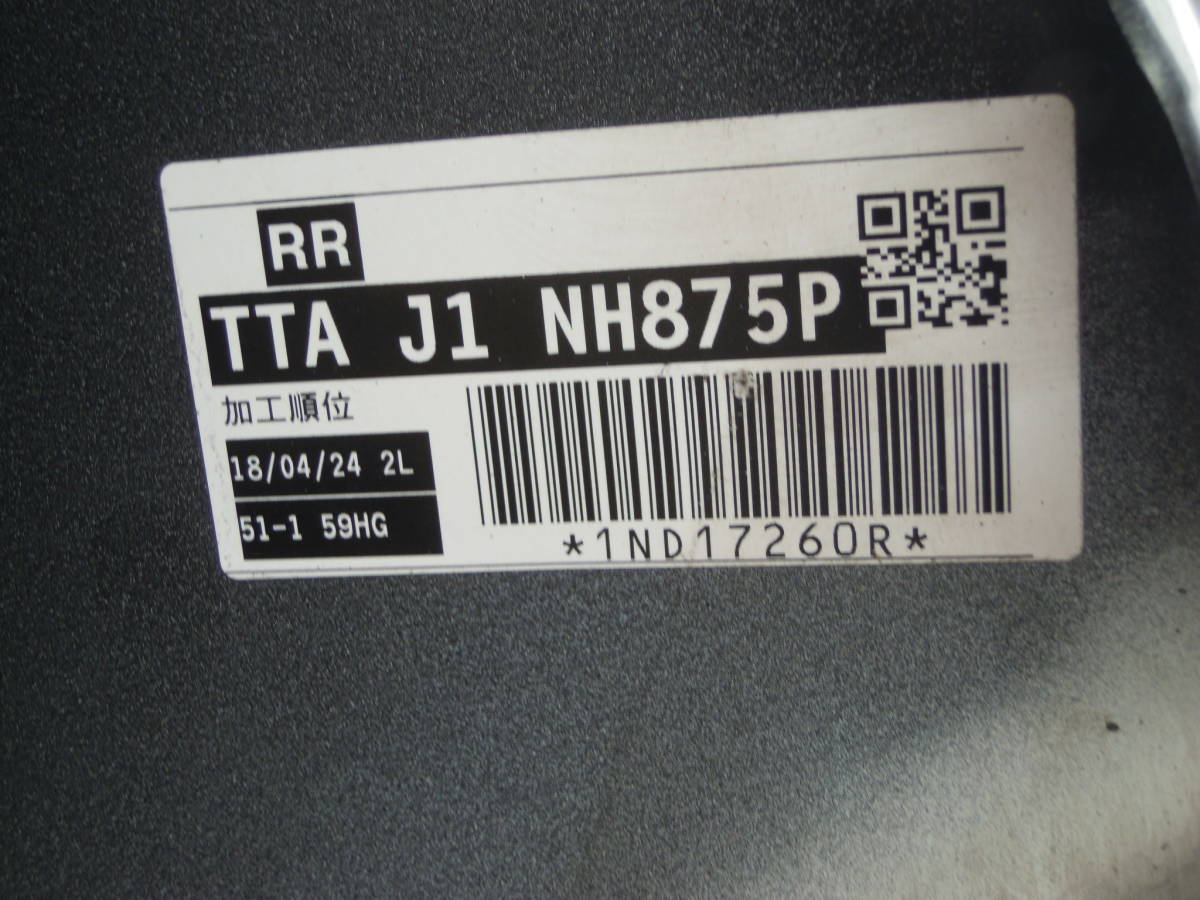 RR
TTA J1 NH875P
加工順位
18/04/24 2L
51-1 59HG
*1ND17260R*